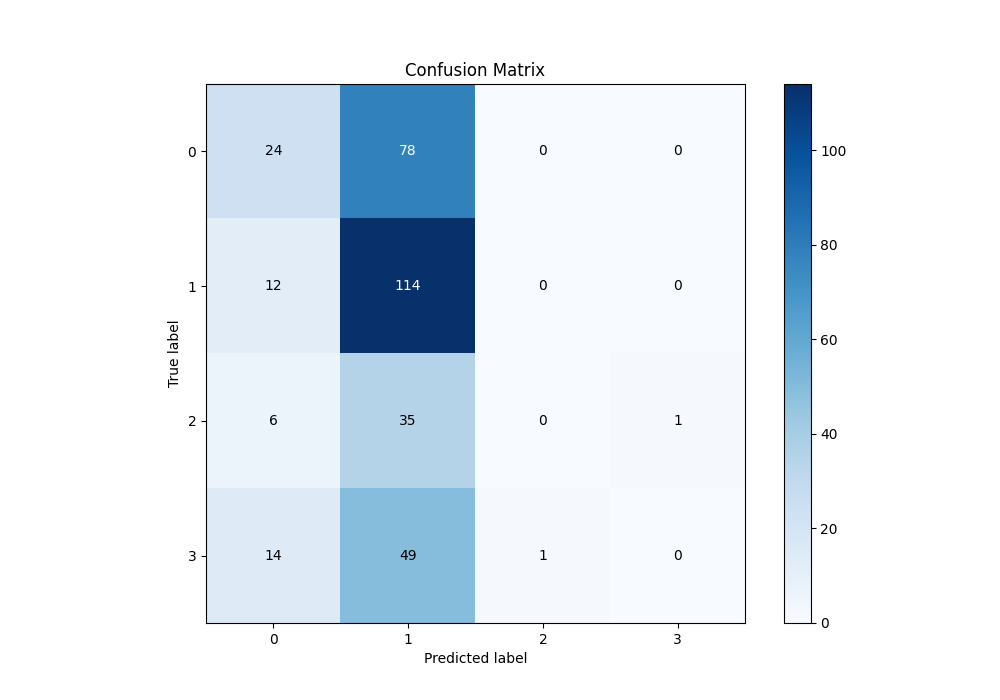 Confusion Matrix
0 24 78 0 0
1 12 114 0 0
2 6 35 0 1
3 14 49 1 0
0 1 2 3
Predicted label
True label
100
80
60
40
20
0